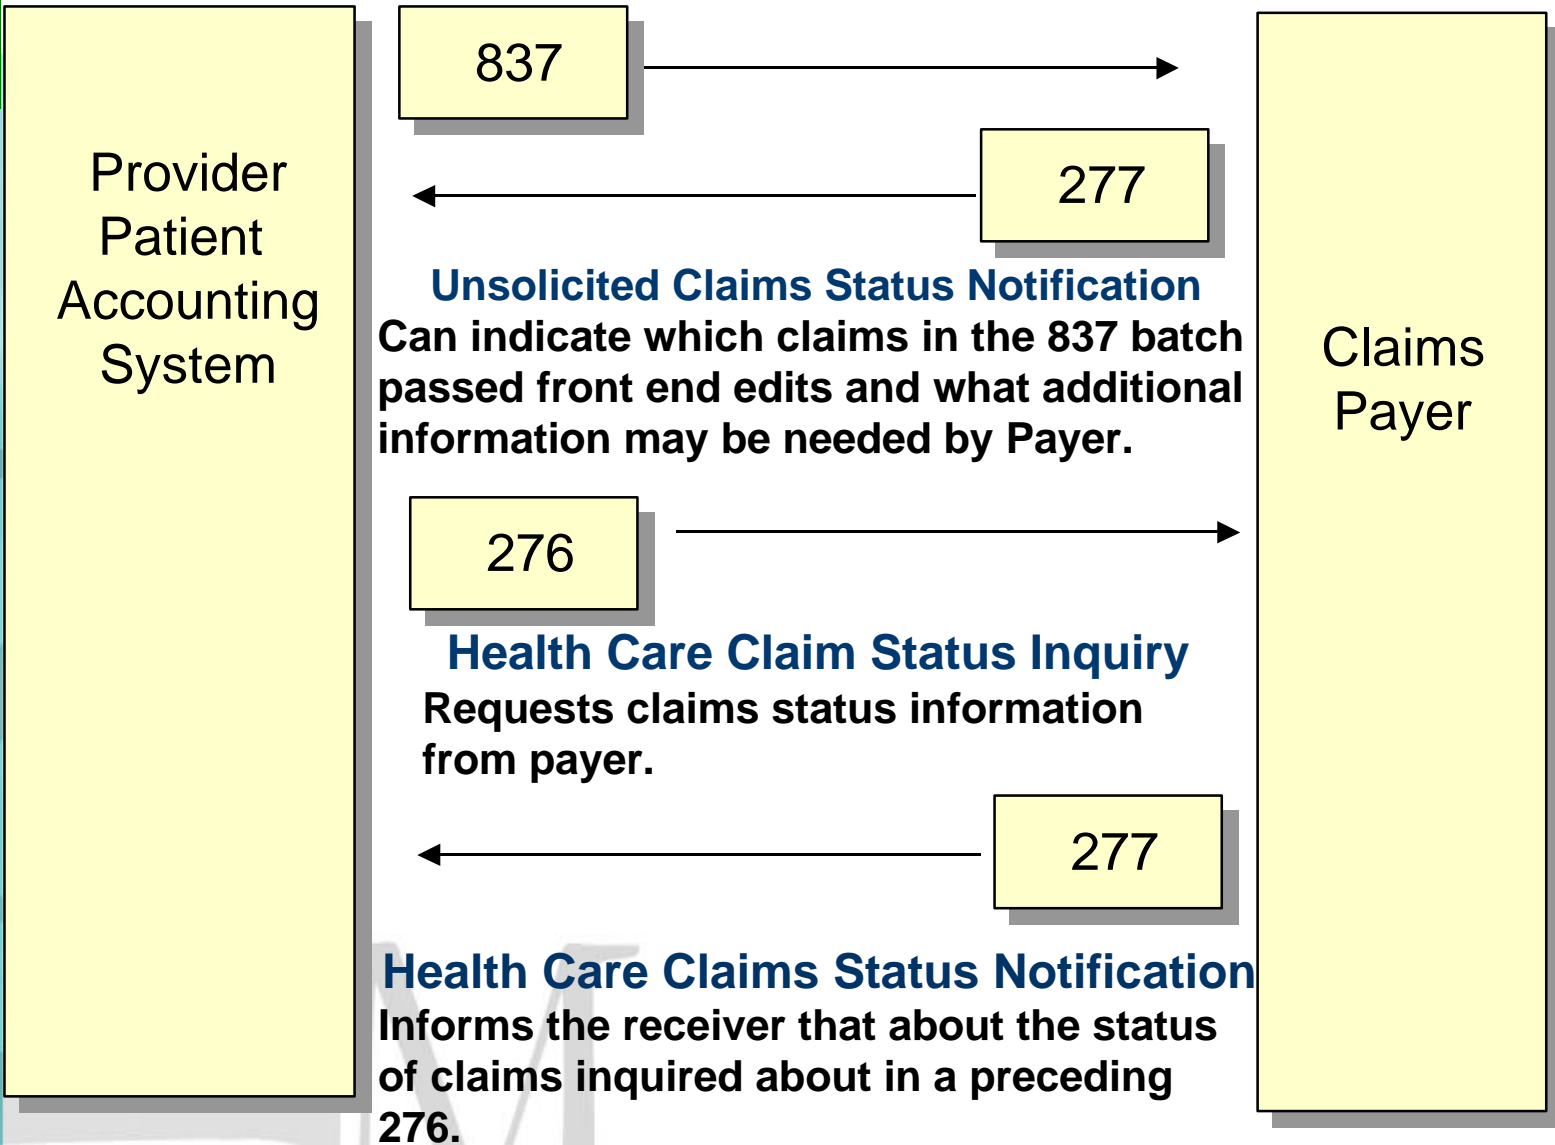 Provider
Patient
Accounting
System
837
277
Unsolicited Claims Status Notification
Can indicate which claims in the 837 batch
passed front end edits and what additional
information may be needed by Payer.
276
Health Care Claim Status Inquiry
Requests claims status information
from payer.
277
Health Care Claims Status Notification
Informs the receiver that about the status
of claims inquired about in a preceding
276.
Claims
Payer